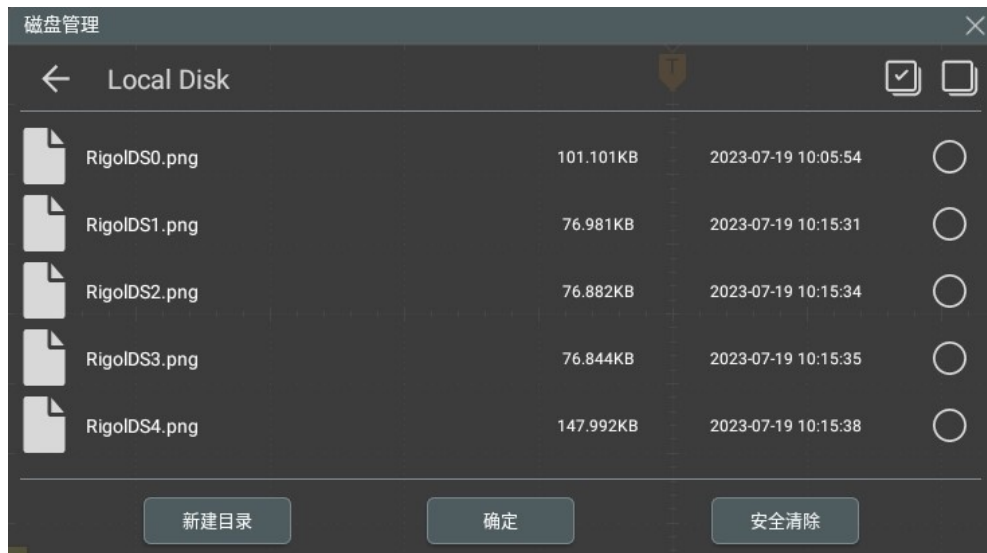 磁盘管理
Local Disk
T
RigolDS0.png 101.101KB 2023-07-19 10:05:54
RigolDS1.png 76.981KB 2023-07-19 10:15:31
RigolDS2.png 76.882KB 2023-07-19 10:15:34
RigolDS3.png 76.844KB 2023-07-19 10:15:35
RigolDS4.png 147.992KB 2023-07-19 10:15:38
新建目录 确定 安全清除